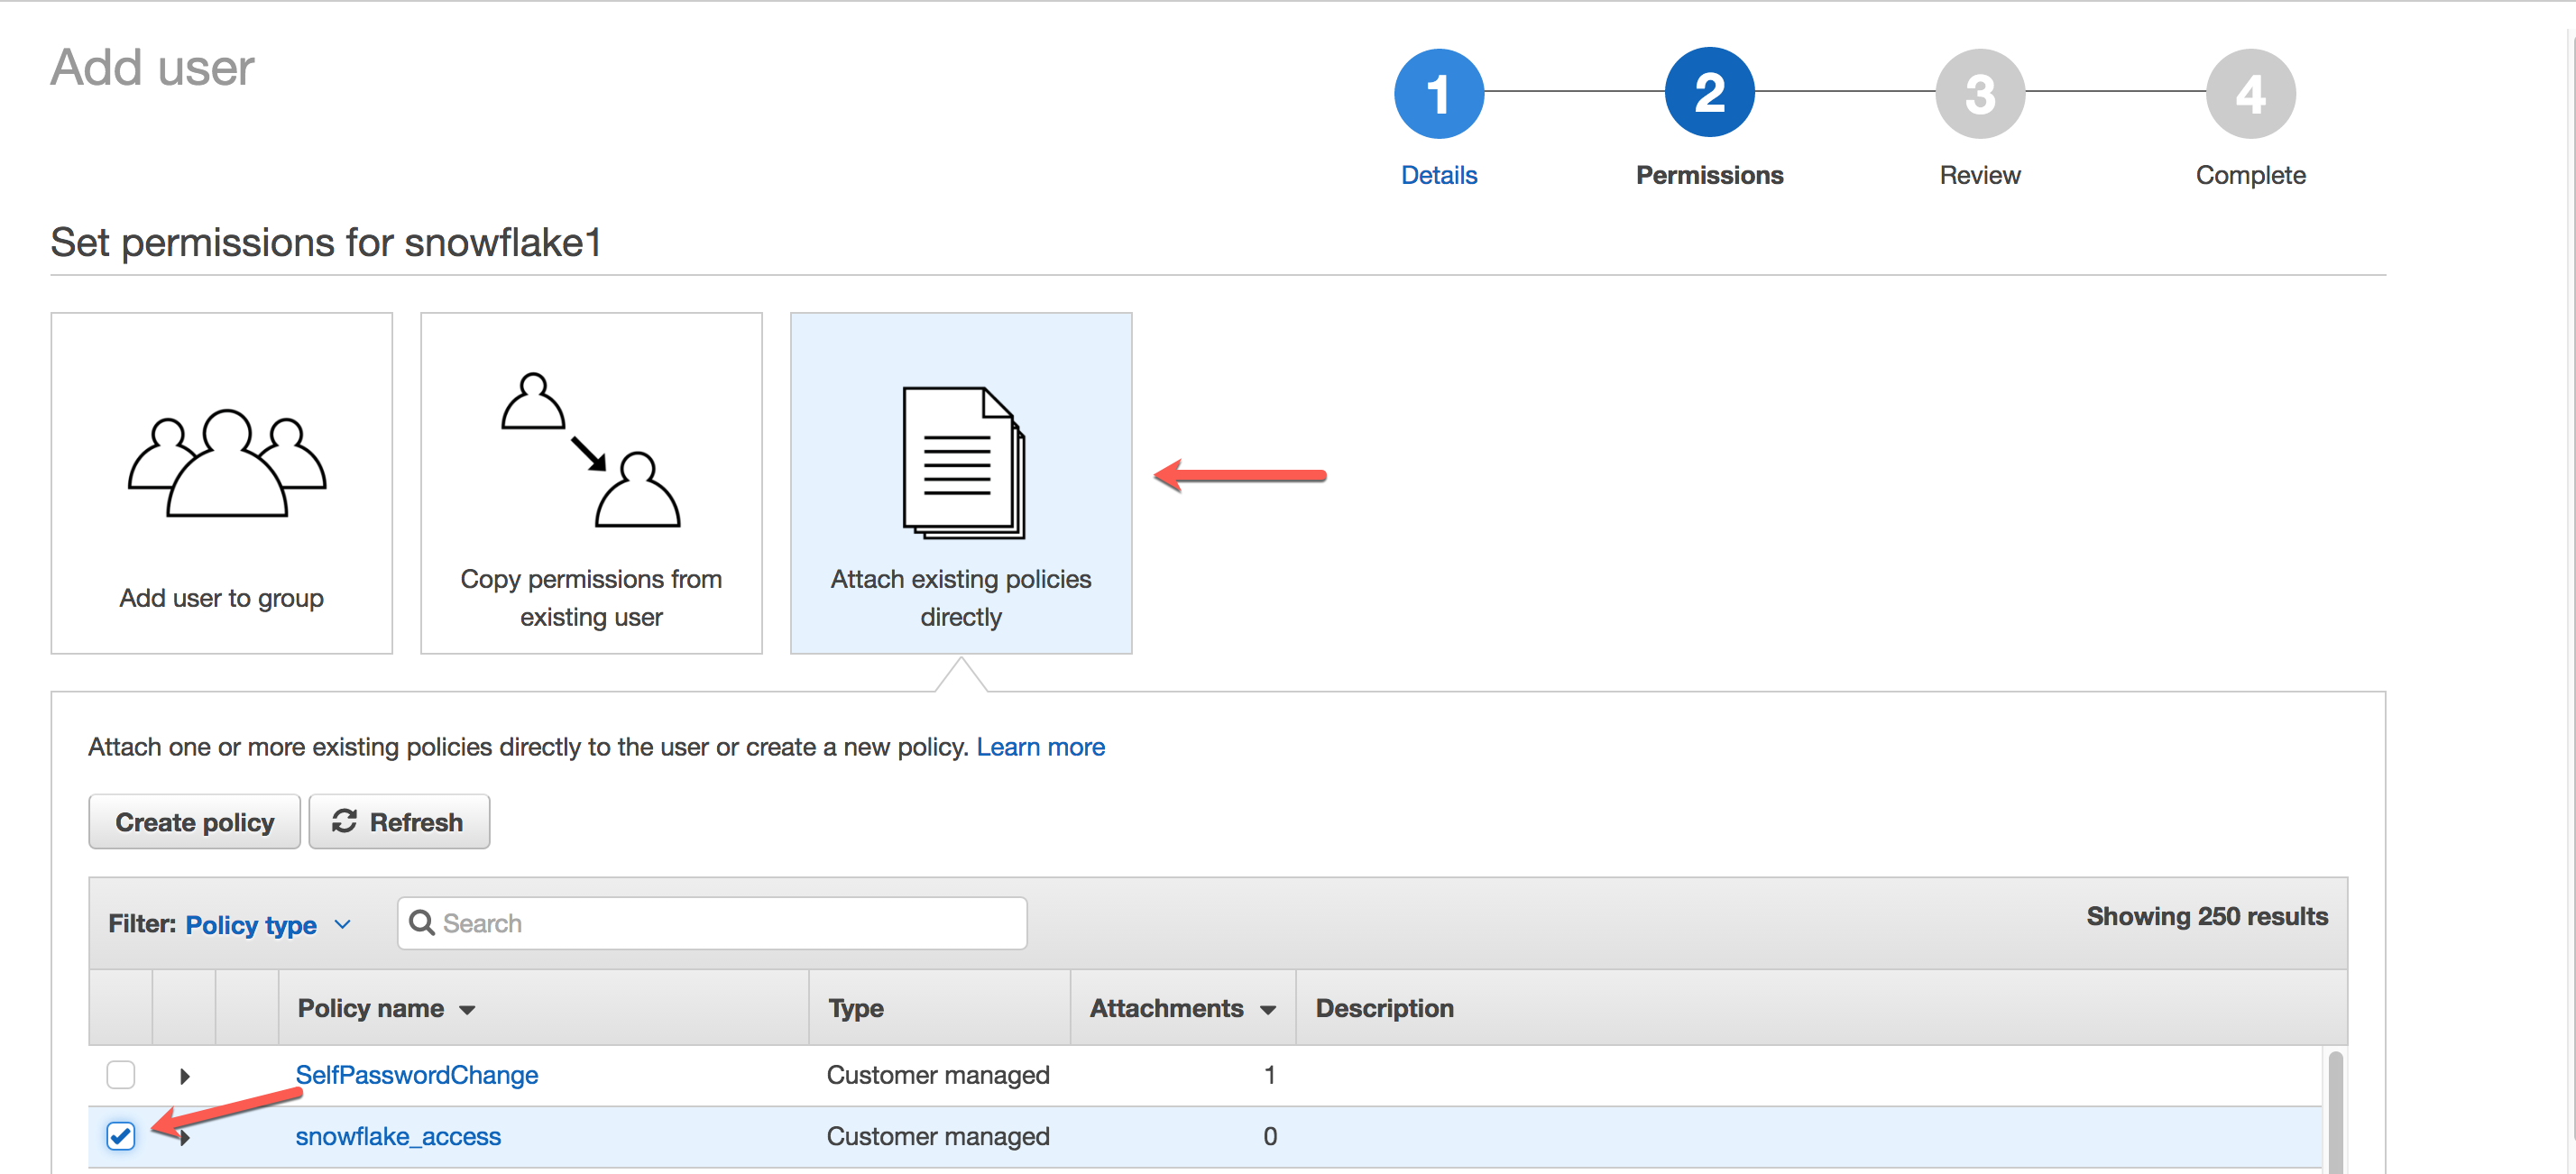 Add user
1
2
3
4
Details
Permissions
Review
Complete
Set permissions for snowflake1
Add user to group
Copy permissions from
existing user
Attach existing policies
directly
Attach one or more existing policies directly to the user or create a new policy. Learn more
Create policy
Refresh
Filter: Policy type
Search
Showing 250 results
Policy name
Type
Attachments
Description
SelfPasswordChange
Customer managed
1
snowflake_access
Customer managed
0